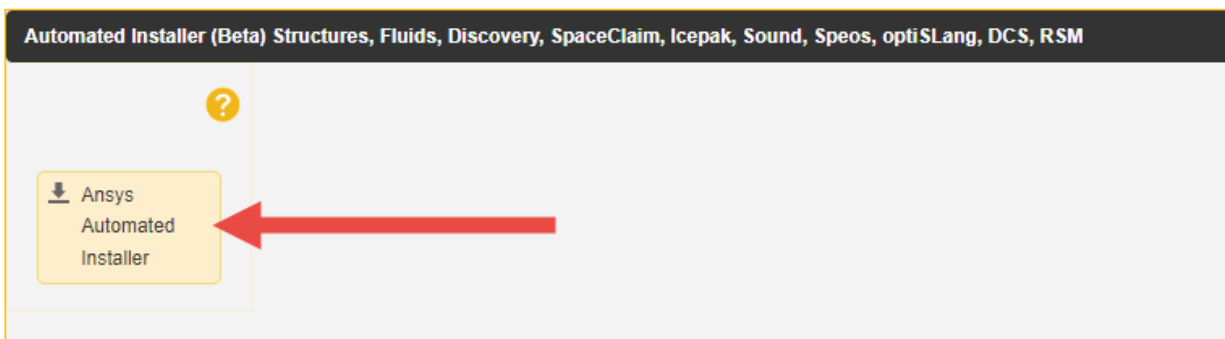 Automated Installer (Beta) Structures, Fluids, Discovery, SpaceClaim, Icepak, Sound, Speos, optiSLang, DCS, RSM
?
Ansys
Automated
Installer